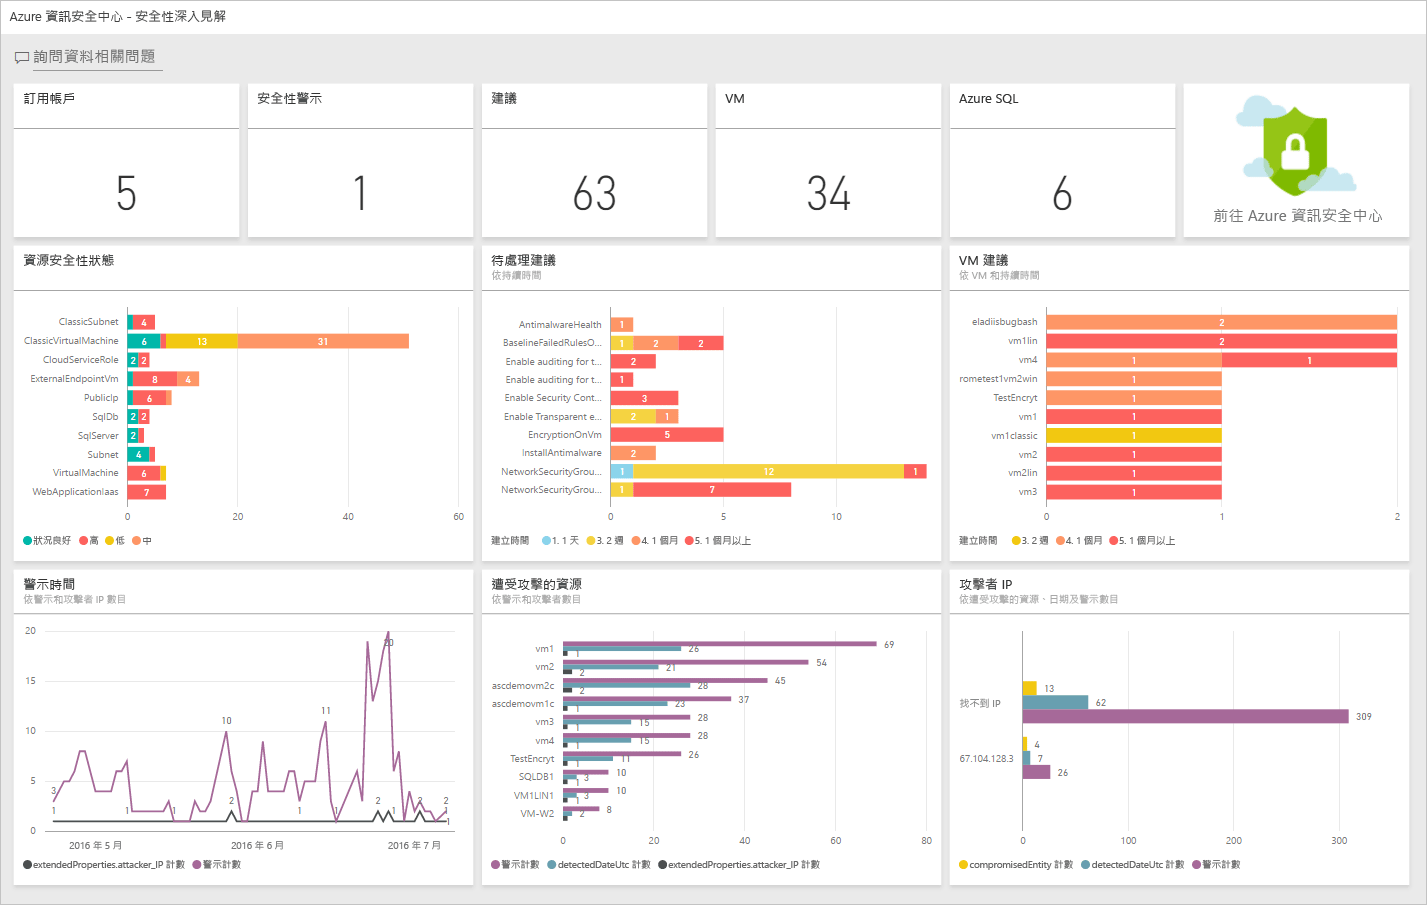 Azure 資訊安全中心 - 安全性深入見解
詢問資料相關問題
訂用帳戶
5
安全性警示
1
建議
63
VM
34
Azure SQL
6
前往 Azure 資訊安全中心
資源安全性狀態
ClassicSubnet 4
ClassicVirtualMachine 6 13 31
CloudServiceRole 2 2
ExternalEndpointVm 8 4
PublicIp 6
SqlDb 2 2
SqlServer 2
Subnet 4
VirtualMachine 6
WebApplicationIaas 7
0 20 40 60
狀況良好 高 低 中
待處理建議
依持續時間
AntimalwareHealth 1
BaselineFailedRulesO... 1 2 2
Enable auditing for t... 2
Enable auditing for t... 1
Enable Security Cont... 3
Enable Transparent e... 2 1
EncryptionOnVm 5
InstallAntimalware 2
NetworkSecurityGrou... 1 12 1
NetworkSecurityGrou... 1 7
0 5 10
建立時間 1. 1 天 3. 2 週 4. 1 個月 5. 1 個月以上
VM 建議
依 VM 和持續時間
eladiisbugbash 2
vm1lin 2
vm4 1 1
rometest1vm2win 1
TestEncryt 1
vm1 1
vm1classic 1
vm2 1
vm2lin 1
vm3 1
0 1 2
建立時間 3. 2 週 4. 1 個月 5. 1 個月以上
警示時間
依警示和攻擊者 IP 數目
20
20
15
11
10
10
5
3 2 2 2 2
1 1 1 1 1 1 1 1
0
2016 年 5 月 2016 年 6 月 2016 年 7 月
extendedProperties.attacker_IP 計數 警示計數
遭受攻擊的資源
依警示和攻擊者數目
vm1 69 26 1
vm2 54 21 2
ascdemovm2c 45 28 2
ascdemovm1c 37 23 1
vm3 28 15 1
vm4 28 15 1
TestEncryt 26 11 1
SQLDB1 10 3 1
VM1LIN1 10 3 1
VM-W2 8 2 1
0 20 40 60 80
警示計數 detectedDateUtc 計數 extendedProperties.attacker_IP 計數
攻擊者 IP
依遭受攻擊的資源、日期及警示數目
找不到 IP 13 62 309
67.104.128.3 4 7 26
0 100 200 300
compromisedEntity 計數 detectedDateUtc 計數 警示計數